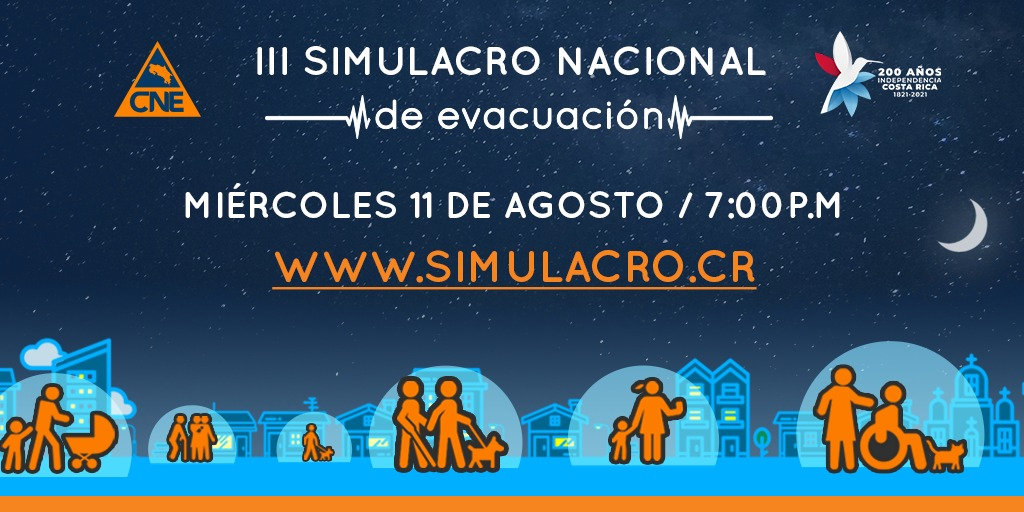 CNE
III SIMULACRO NACIONAL
de evacuación
200 AÑOS
INDEPENDENCIA
COSTA RICA
1821-2021
MIÉRCOLES 11 DE AGOSTO / 7:00 P.M
WWW.SIMULACRO.CR